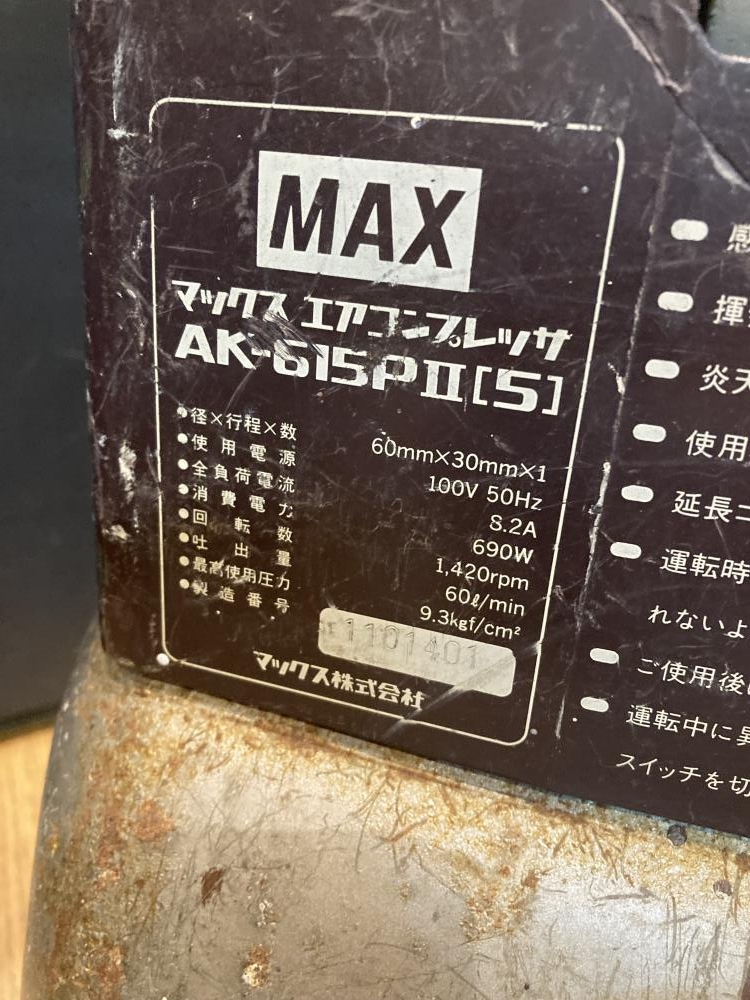 MAX
マックス エアコンプレッサ
AK-615PⅡ[5]
●径×行程×数 60mm×30mm×1
●使用電源 100V 50Hz
●全負荷電流 8.2A
●消費電力 690W
●回転数 1,420rpm
●吐出量 60ℓ/min
●最高使用圧力 9.3kgf/cm²
●製造番号 1101401
マックス株式会社
感
揮
炎天
使用
延長コ
運転時
れないよ
ご使用後
運転中に異
スイッチを切